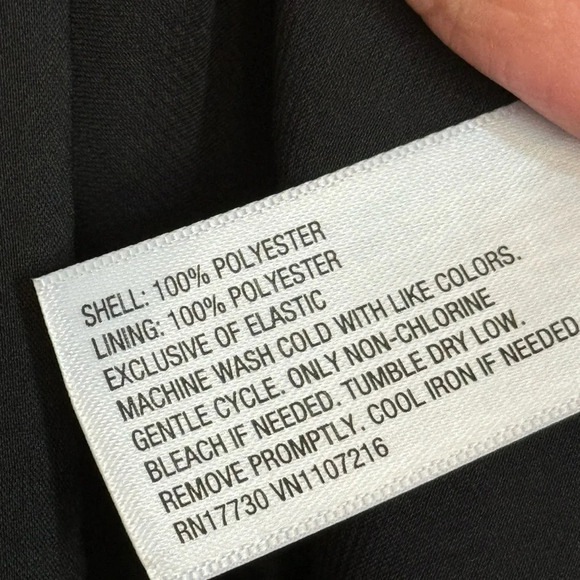 SHELL: 100% POLYESTER
LINING: 100% POLYESTER
EXCLUSIVE OF ELASTIC
MACHINE WASH COLD WITH LIKE COLORS.
GENTLE CYCLE. ONLY NON-CHLORINE
BLEACH IF NEEDED. TUMBLE DRY LOW.
REMOVE PROMPTLY. COOL IRON IF NEEDED
RN17730 VN1107216